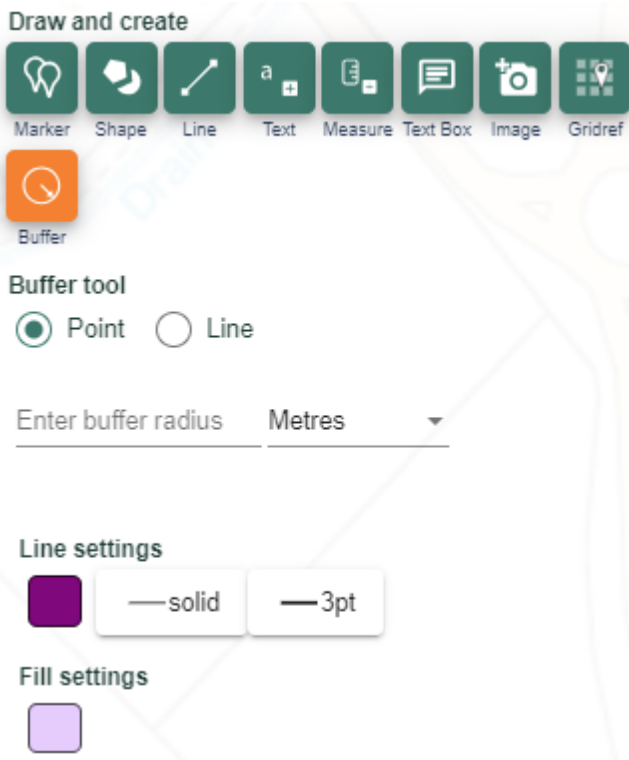 Draw and create
Marker Shape Line Text Measure Text Box Image Gridref
Buffer
Buffer tool
Point Line
Enter buffer radius Metres
Line settings
solid 3pt
Fill settings